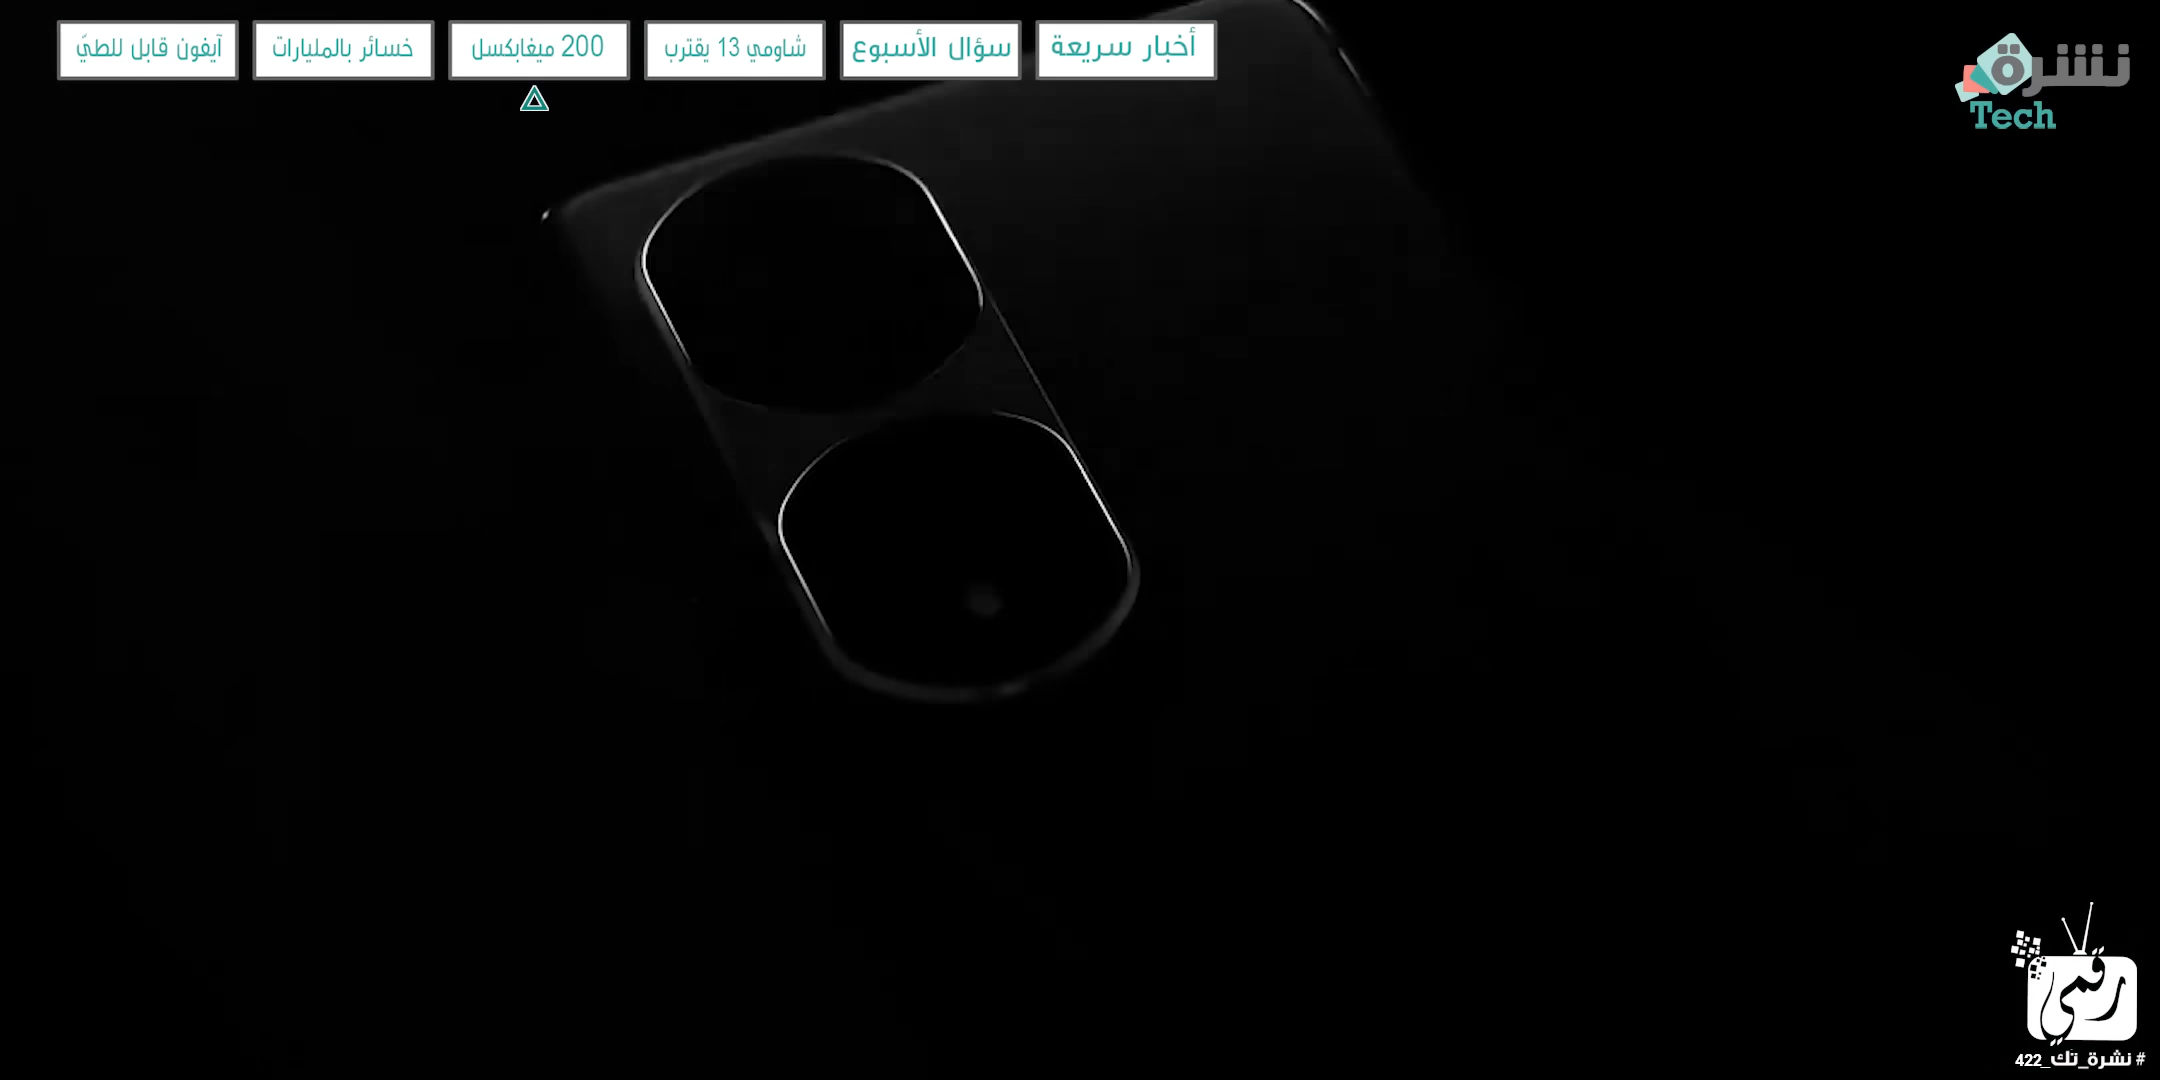 أخبار سريعة
سؤال الأسبوع
شاومي 13 يقترب
200 ميغابكسل
خسائر بالمليارات
آيفون قابل للطيّ
نشرة
Tech
رقمي
#نشرة_تك_422